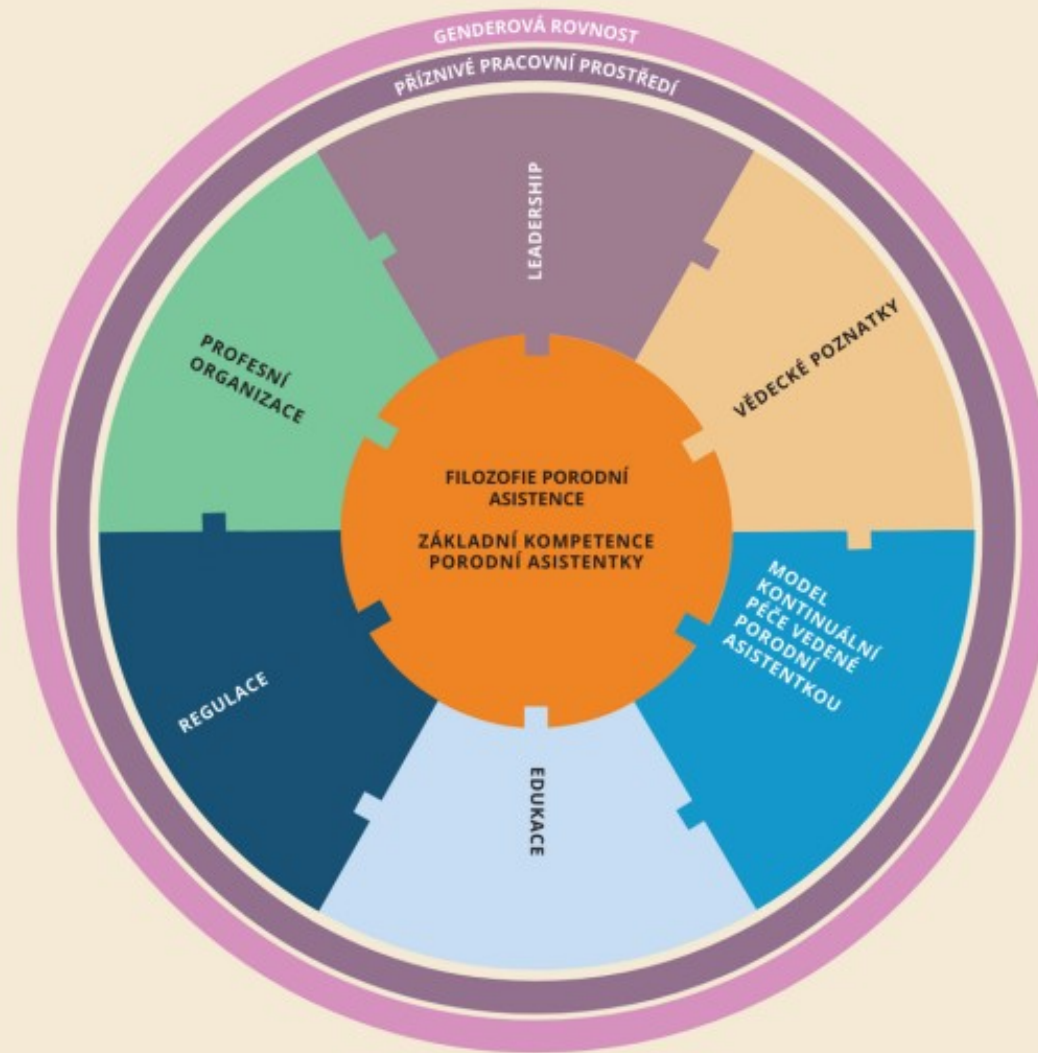 GENDEROVÁ ROVNOST
PŘÍZNIVÉ PRACOVNÍ PROSTŘEDÍ
LEADERSHIP
VĚDECKÉ POZNATKY
MODEL
KONTINUÁLNÍ
PÉČE VEDENÉ
PORODNÍ
ASISTENTKOU
EDUKACE
REGULACE
PROFESNÍ
ORGANIZACE
FILOZOFIE PORODNÍ
ASISTENCE
ZÁKLADNÍ KOMPETENCE
PORODNÍ ASISTENTKY